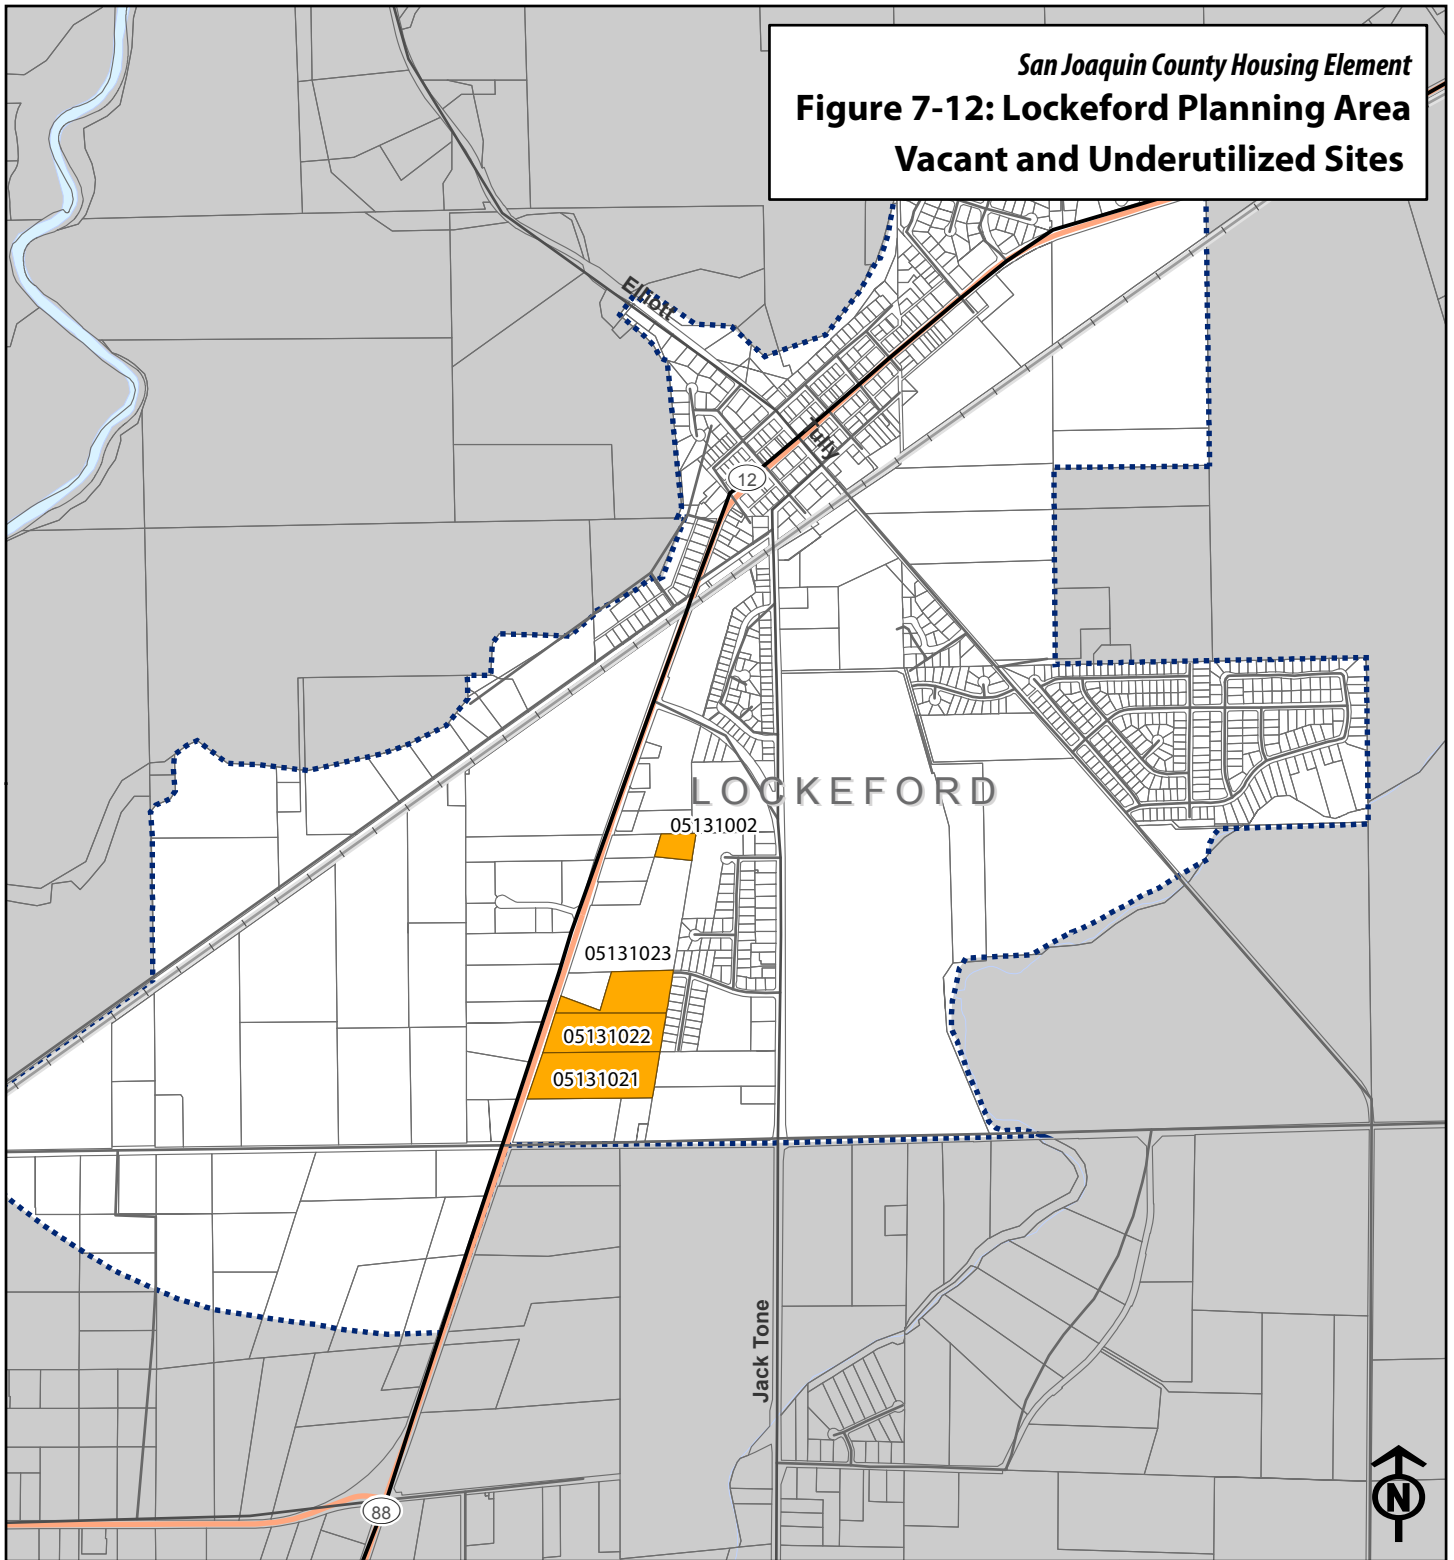 San Joaquin County Housing Element
Figure 7-12: Lockeford Planning Area
Vacant and Underutilized Sites
Elliott
Tully
12
LOCKEFORD
05131002
05131023
05131022
05131021
Jack Tone
88
N